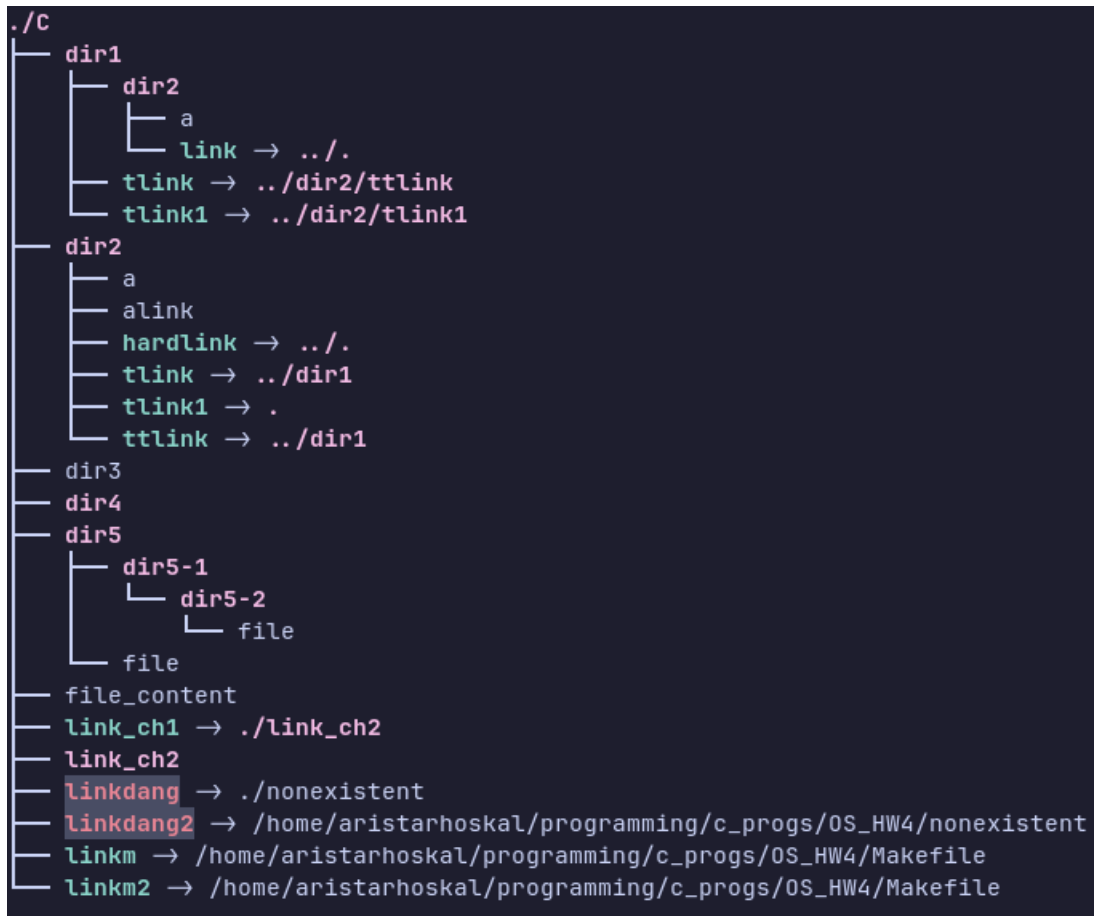 ./C
├── dir1
│   ├── dir2
│   │   ├── a
│   │   └── link → ../.
│   ├── tlink → ../dir2/ttlink
│   └── tlink1 → ../dir2/tlink1
├── dir2
│   ├── a
│   ├── alink
│   ├── hardlink → ../.
│   ├── tlink → ../dir1
│   ├── tlink1 → .
│   └── ttlink → ../dir1
├── dir3
├── dir4
├── dir5
│   ├── dir5-1
│   │   └── dir5-2
│   │       └── file
│   └── file
├── file_content
├── link_ch1 → ./link_ch2
├── link_ch2
├── linkdang → ./nonexistent
├── linkdang2 → /home/aristarhoskal/programming/c_progs/OS_HW4/nonexistent
├── linkm → /home/aristarhoskal/programming/c_progs/OS_HW4/Makefile
└── linkm2 → /home/aristarhoskal/programming/c_progs/OS_HW4/Makefile